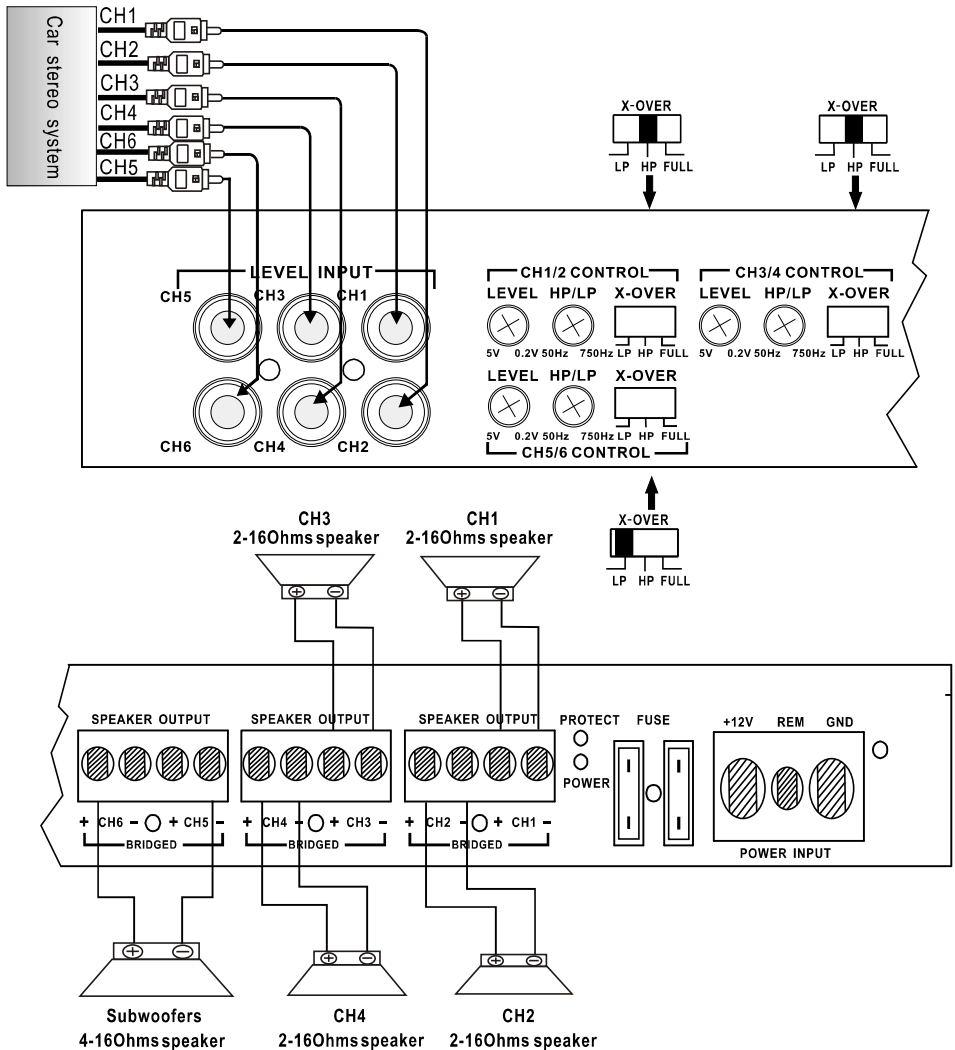 Car stereo system
CH1
CH2
CH3
CH4
CH6
CH5
X-OVER
LP HP FULL
X-OVER
LP HP FULL
LEVEL INPUT
CH5 CH3 CH1
CH6 CH4 CH2
CH1/2 CONTROL
LEVEL HP/LP X-OVER
5V 0.2V 50Hz 750Hz LP HP FULL
CH3/4 CONTROL
LEVEL HP/LP X-OVER
5V 0.2V 50Hz 750Hz LP HP FULL
LEVEL HP/LP X-OVER
5V 0.2V 50Hz 750Hz LP HP FULL
CH5/6 CONTROL
X-OVER
LP HP FULL
CH3
2-16Ohms speaker
CH1
2-16Ohms speaker
+ -
+ -
SPEAKER OUTPUT
SPEAKER OUTPUT
SPEAKER OUTPUT
PROTECT
POWER
FUSE
+12V REM GND
POWER INPUT
+ CH6 - + CH5 -
BRIDGED
+ CH4 - + CH3 -
BRIDGED
+ CH2 - + CH1 -
BRIDGED
+ -
+ -
+ -
Subwoofers
4-16Ohms speaker
CH4
2-16Ohms speaker
CH2
2-16Ohms speaker